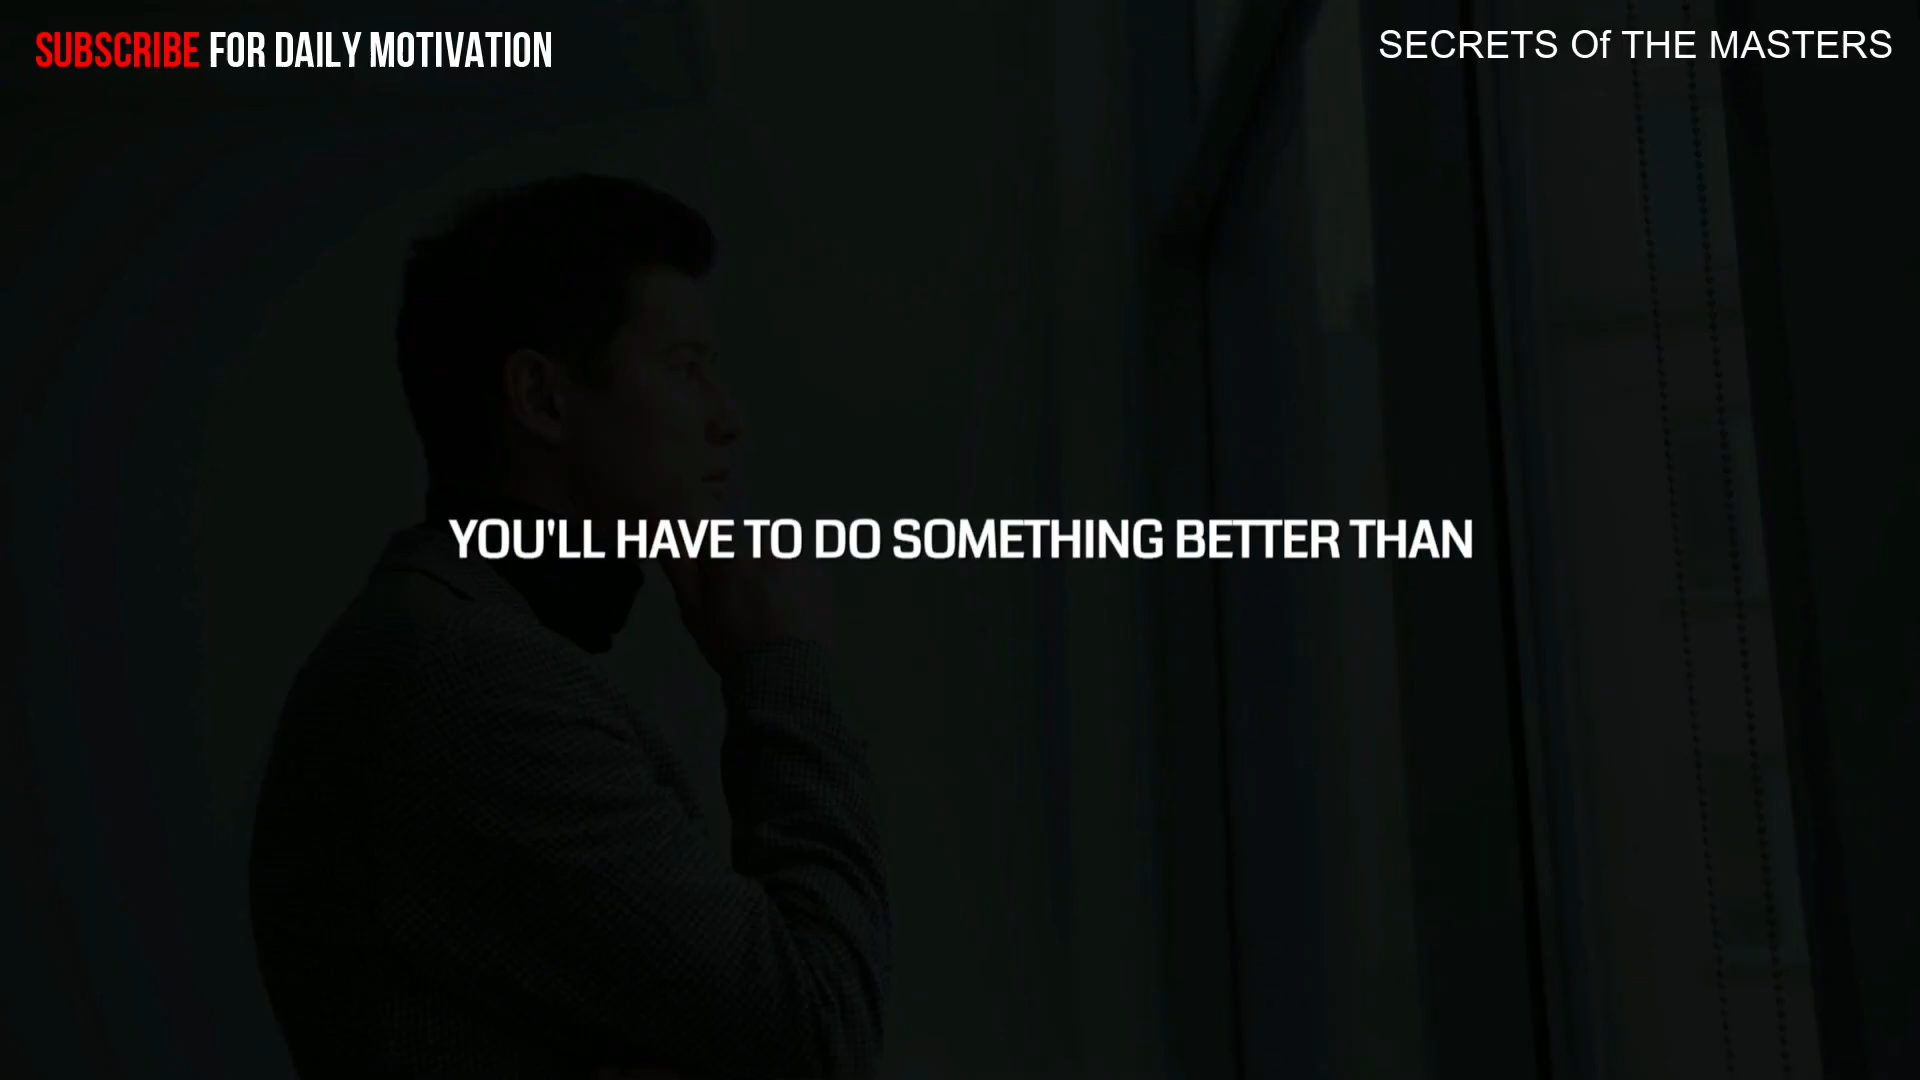 SUBSCRIBE FOR DAILY MOTIVATION
SECRETS Of THE MASTERS
YOU'LL HAVE TO DO SOMETHING BETTER THAN